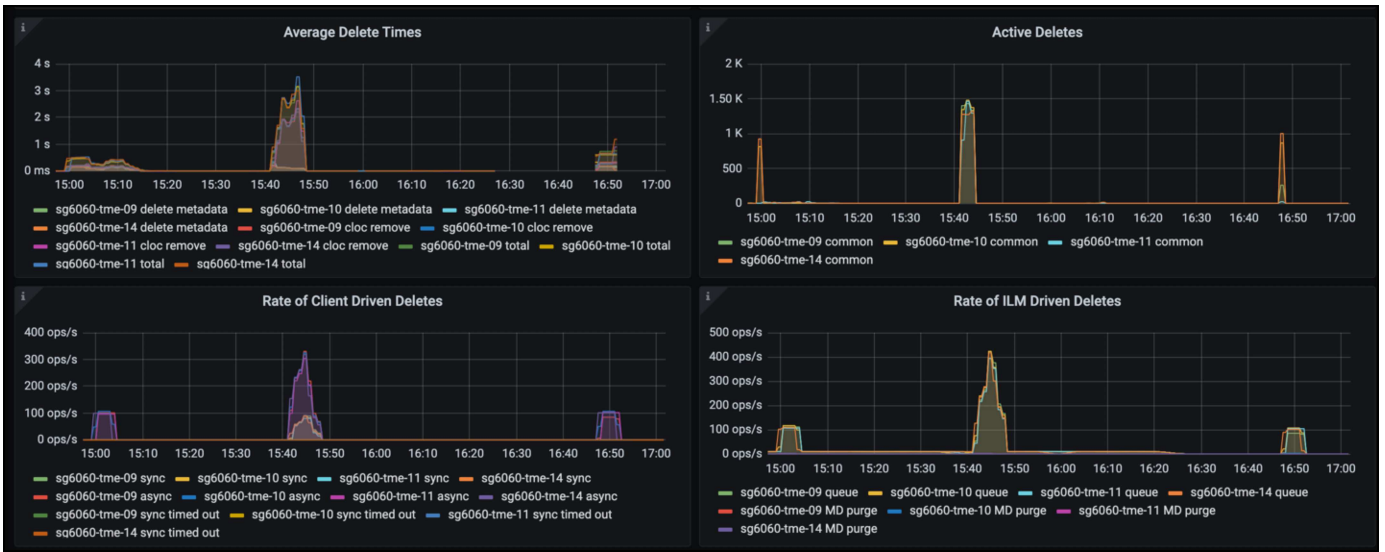 Average Delete Times
4 s
3 s
2 s
1 s
0 ms
15:00 15:10 15:20 15:30 15:40 15:50 16:00 16:10 16:20 16:30 16:40 16:50 17:00
sg6060-tme-09 delete metadata sg6060-tme-10 delete metadata sg6060-tme-11 delete metadata
sg6060-tme-14 delete metadata sg6060-tme-09 cloc remove sg6060-tme-10 cloc remove
sg6060-tme-11 cloc remove sg6060-tme-14 cloc remove sg6060-tme-09 total sg6060-tme-10 total
sg6060-tme-11 total sg6060-tme-14 total
Active Deletes
2 K
1.50 K
1 K
500
0
15:00 15:10 15:20 15:30 15:40 15:50 16:00 16:10 16:20 16:30 16:40 16:50 17:00
sg6060-tme-09 common sg6060-tme-10 common sg6060-tme-11 common
sg6060-tme-14 common
Rate of Client Driven Deletes
400 ops/s
300 ops/s
200 ops/s
100 ops/s
0 ops/s
15:00 15:10 15:20 15:30 15:40 15:50 16:00 16:10 16:20 16:30 16:40 16:50 17:00
sg6060-tme-09 sync sg6060-tme-10 sync sg6060-tme-11 sync sg6060-tme-14 sync
sg6060-tme-09 async sg6060-tme-10 async sg6060-tme-11 async sg6060-tme-14 async
sg6060-tme-09 sync timed out sg6060-tme-10 sync timed out sg6060-tme-11 sync timed out
sg6060-tme-14 sync timed out
Rate of ILM Driven Deletes
500 ops/s
400 ops/s
300 ops/s
200 ops/s
100 ops/s
0 ops/s
15:00 15:10 15:20 15:30 15:40 15:50 16:00 16:10 16:20 16:30 16:40 16:50 17:00
sg6060-tme-09 queue sg6060-tme-10 queue sg6060-tme-11 queue sg6060-tme-14 queue
sg6060-tme-09 MD purge sg6060-tme-10 MD purge sg6060-tme-11 MD purge
sg6060-tme-14 MD purge